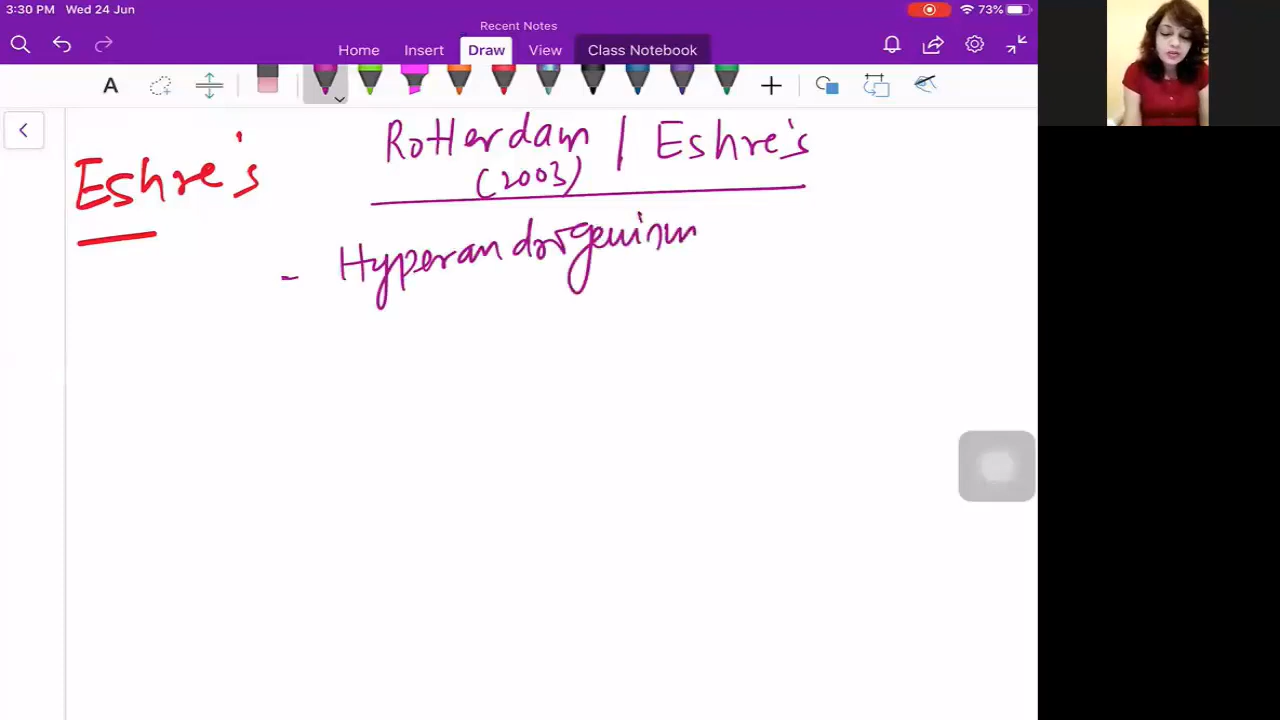 3:30 PM Wed 24 Jun
73%
Recent Notes
Home Insert Draw View Class Notebook
A
Eshre's
Rotterdam / Eshre's
(2003)
- Hyperandorgenism